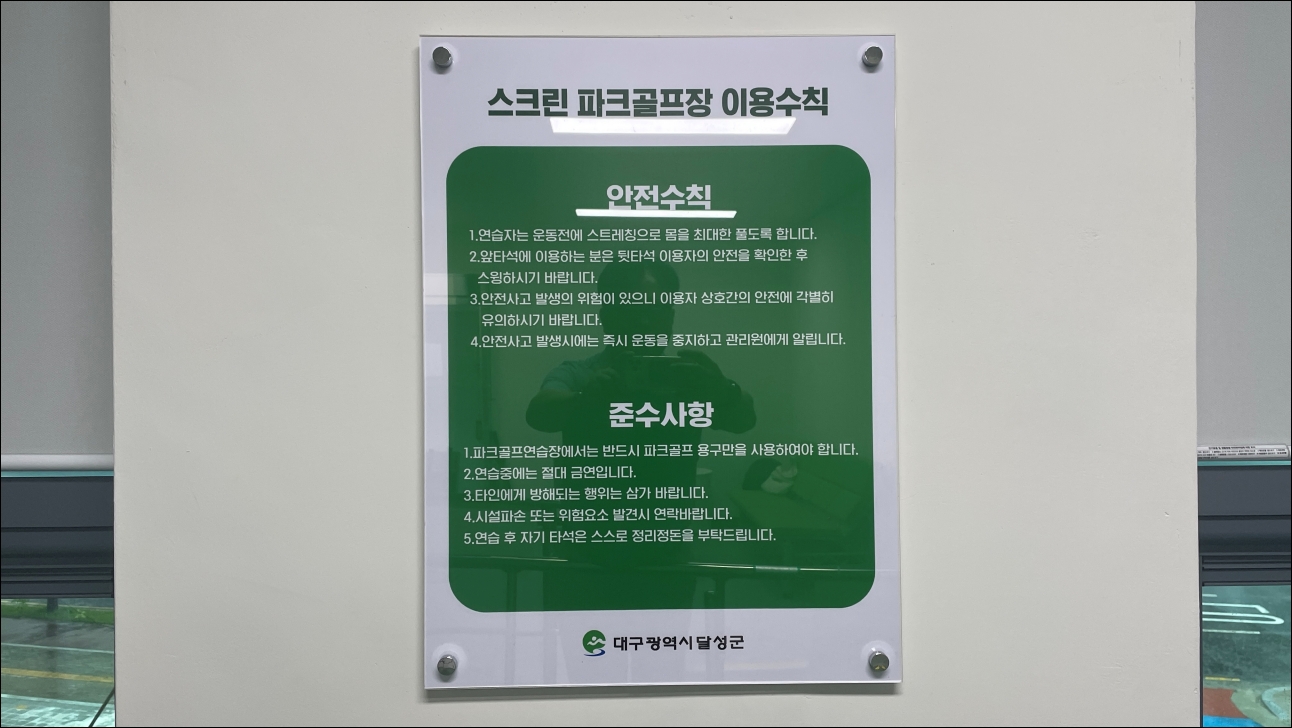 스크린 파크골프장 이용수칙
안전수칙
1.연습자는 운동전에 스트레칭으로 몸을 최대한 풀도록 합니다.
2.앞타석에 이용하는 분은 뒷타석 이용자의 안전을 확인한 후
스윙하시기 바랍니다.
3.안전사고 발생의 위험이 있으니 이용자 상호간의 안전에 각별히
유의하시기 바랍니다.
4.안전사고 발생시에는 즉시 운동을 중지하고 관리원에게 알립니다.
준수사항
1.파크골프연습장에서는 반드시 파크골프 용구만을 사용하여야 합니다.
2.연습중에는 절대 금연입니다.
3.타인에게 방해되는 행위는 삼가 바랍니다.
4.시설파손 또는 위험요소 발견시 연락바랍니다.
5.연습 후 자기 타석은 스스로 정리정돈을 부탁드립니다.
대구광역시달성군